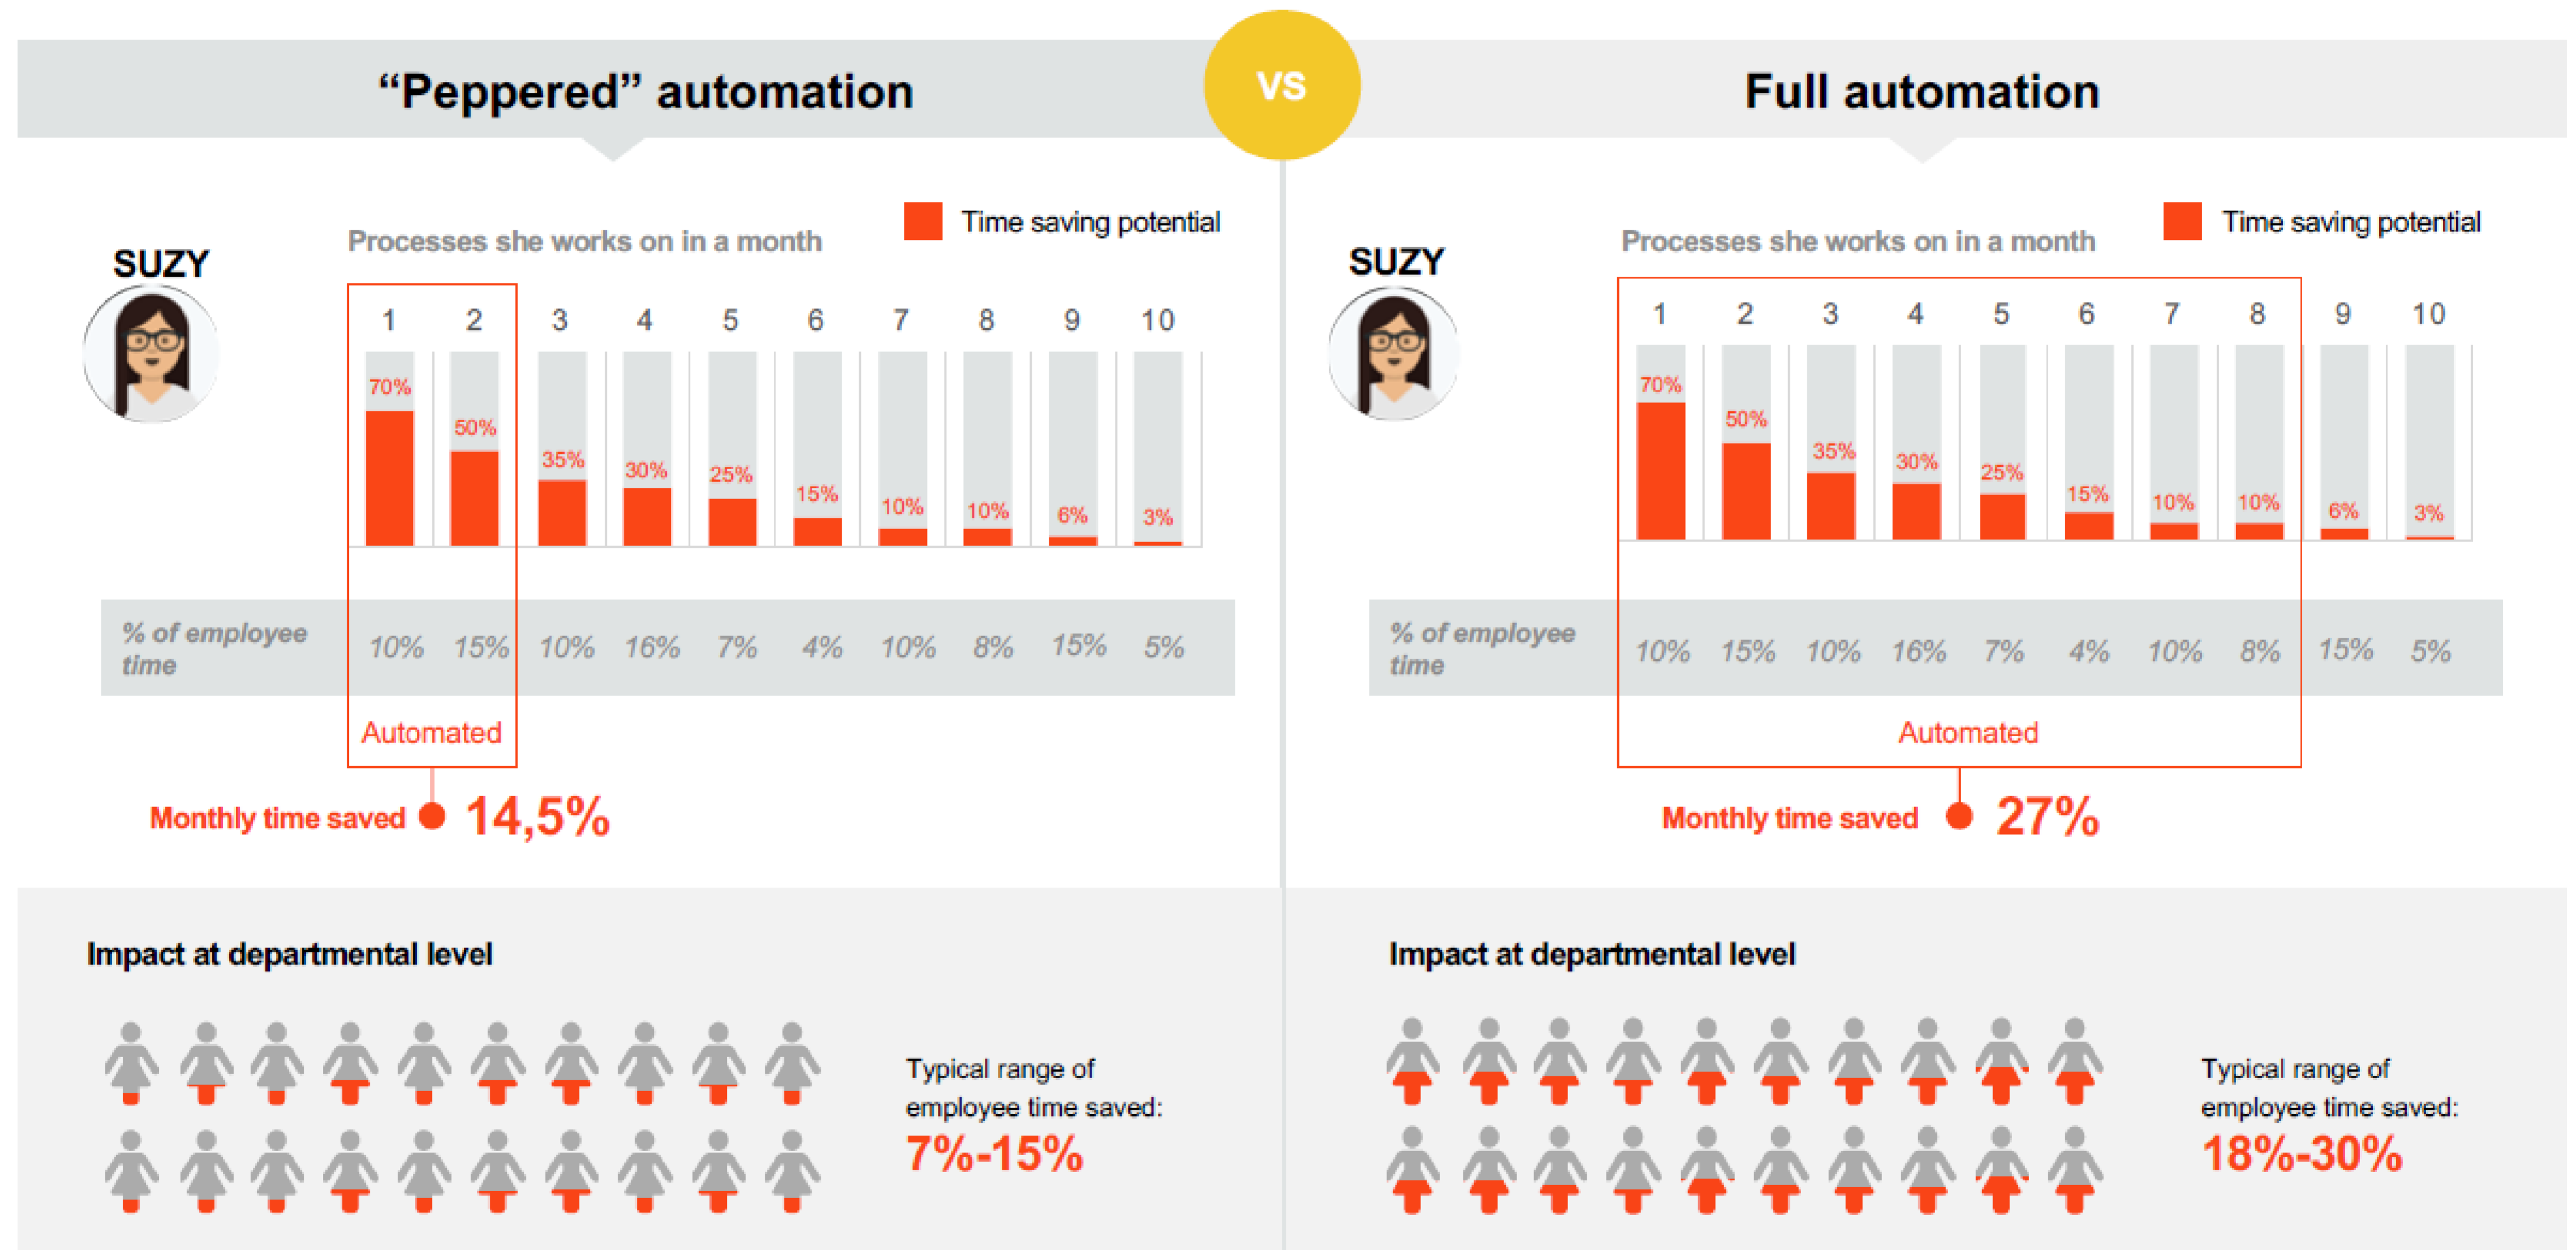 “Peppered” automation
VS
Full automation
SUZY
Processes she works on in a month
Time saving potential
1 2 3 4 5 6 7 8 9 10
70% 50% 35% 30% 25% 15% 10% 10% 6% 3%
% of employee
time
10% 15% 10% 16% 7% 4% 10% 8% 15% 5%
Automated
Monthly time saved 14,5%
SUZY
Processes she works on in a month
Time saving potential
1 2 3 4 5 6 7 8 9 10
70% 50% 35% 30% 25% 15% 10% 10% 6% 3%
% of employee
time
10% 15% 10% 16% 7% 4% 10% 8% 15% 5%
Automated
Monthly time saved 27%
Impact at departmental level
Typical range of
employee time saved:
7%-15%
Impact at departmental level
Typical range of
employee time saved:
18%-30%